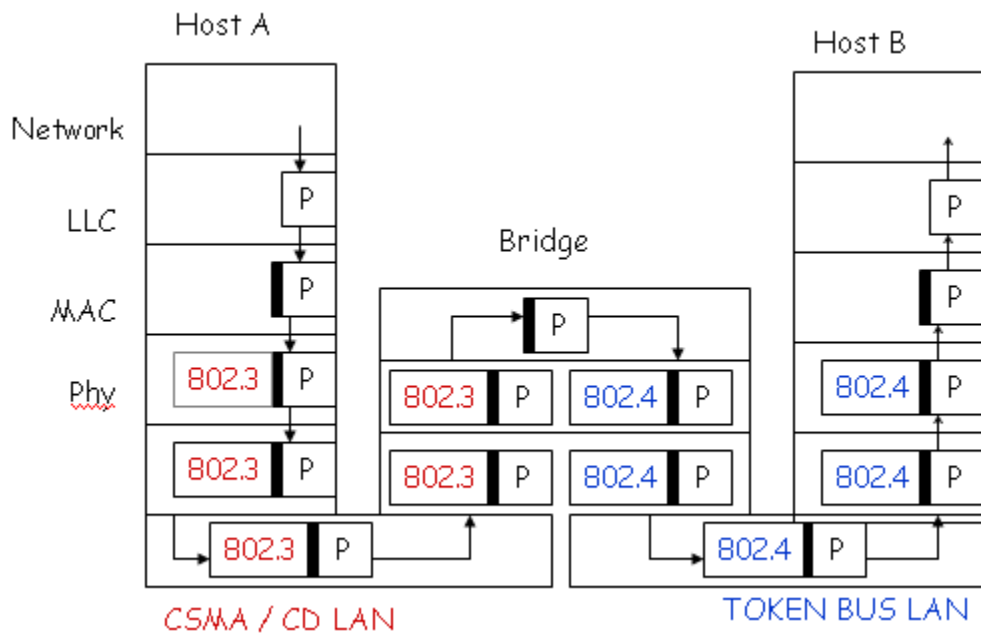 Host A
Host B
Network
P
P
LLC
Bridge
P
P
MAC
P
802.3 P
802.3 P
802.4 P
802.4 P
Phy
802.3 P
802.3 P
802.4 P
802.4 P
802.3 P
802.4 P
CSMA / CD LAN
TOKEN BUS LAN